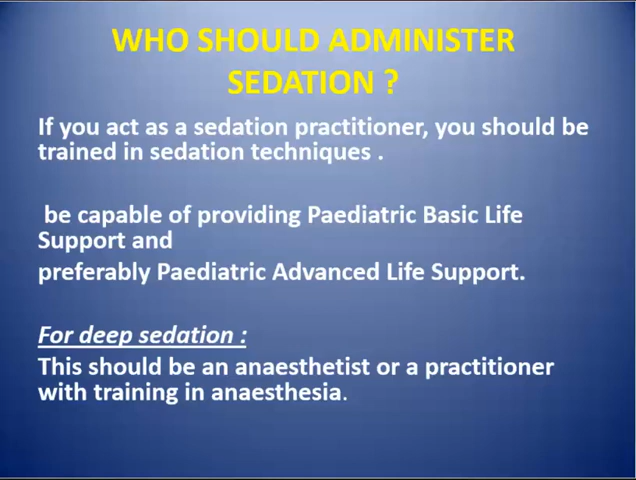 WHO SHOULD ADMINISTER
SEDATION ?
If you act as a sedation practitioner, you should be
trained in sedation techniques .
be capable of providing Paediatric Basic Life
Support and
preferably Paediatric Advanced Life Support.
For deep sedation :
This should be an anaesthetist or a practitioner
with training in anaesthesia.